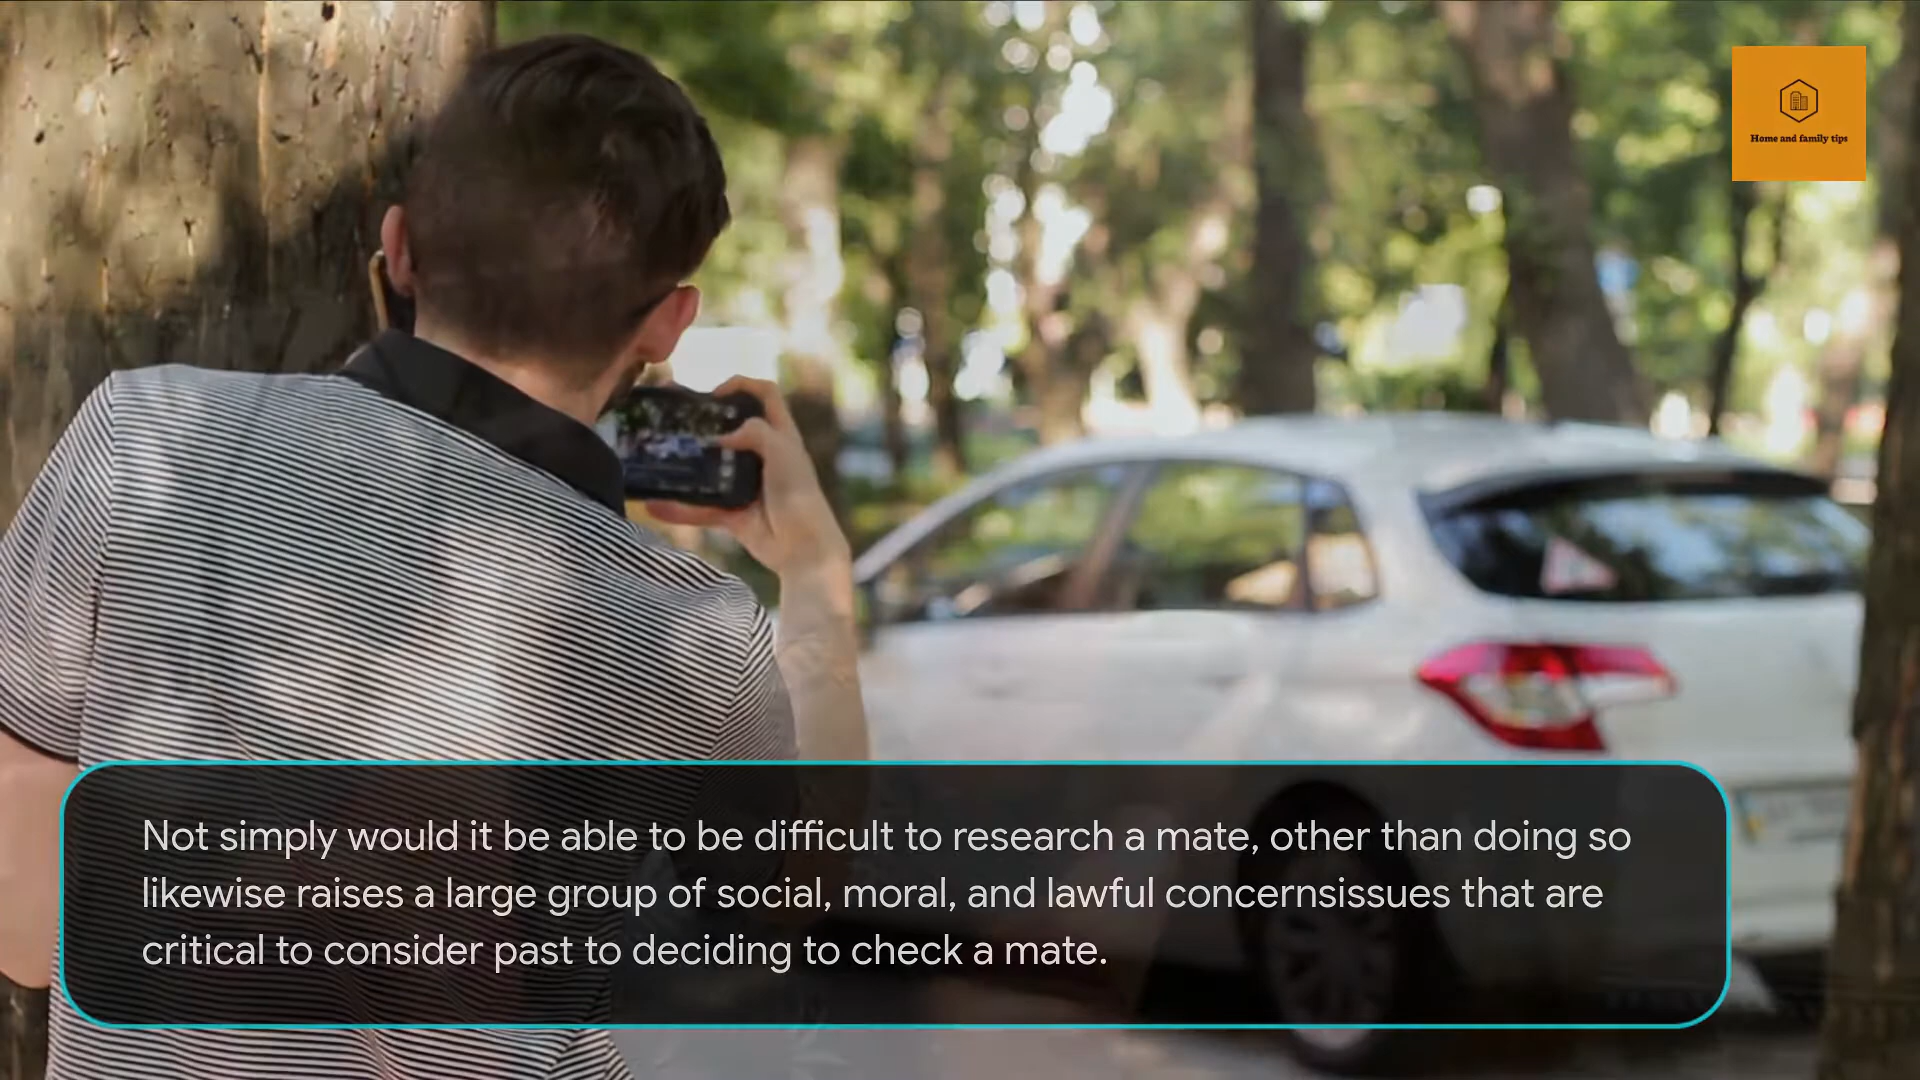 Home and family tips
Not simply would it be able to be difficult to research a mate, other than doing so
likewise raises a large group of social, moral, and lawful concernsissues that are
critical to consider past to deciding to check a mate.